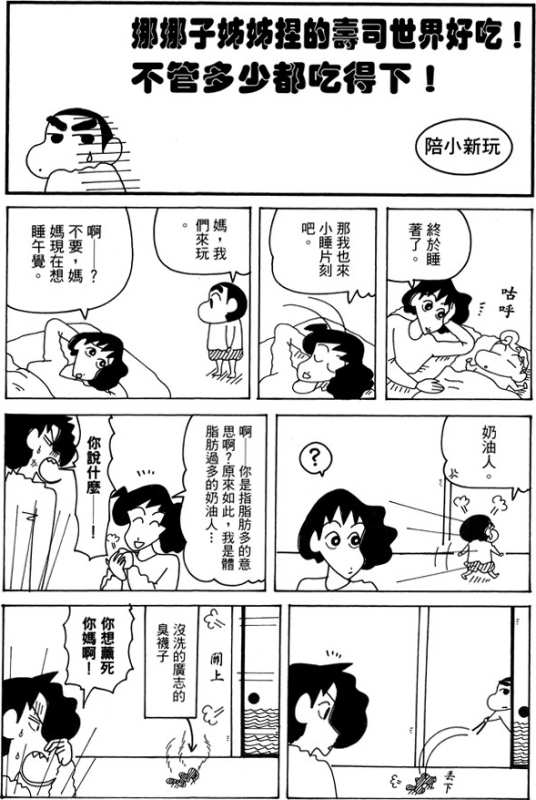 娜娜子姊姊捏的壽司世界好吃!
不管多少都吃得下!
陪小新玩
終於睡
著了。
咕呼
那我也來
小睡片刻
吧。
媽,我
們來玩
。
啊——?
不要,媽
媽現在想
睡午覺。
奶油人。
?
啊——你是指脂肪多的意
思啊?原來如此,我是體
脂肪過多的奶油人…
你說什麼——!
丟下
關上
沒洗的廣志的
臭襪子
你想薰死
你媽啊!